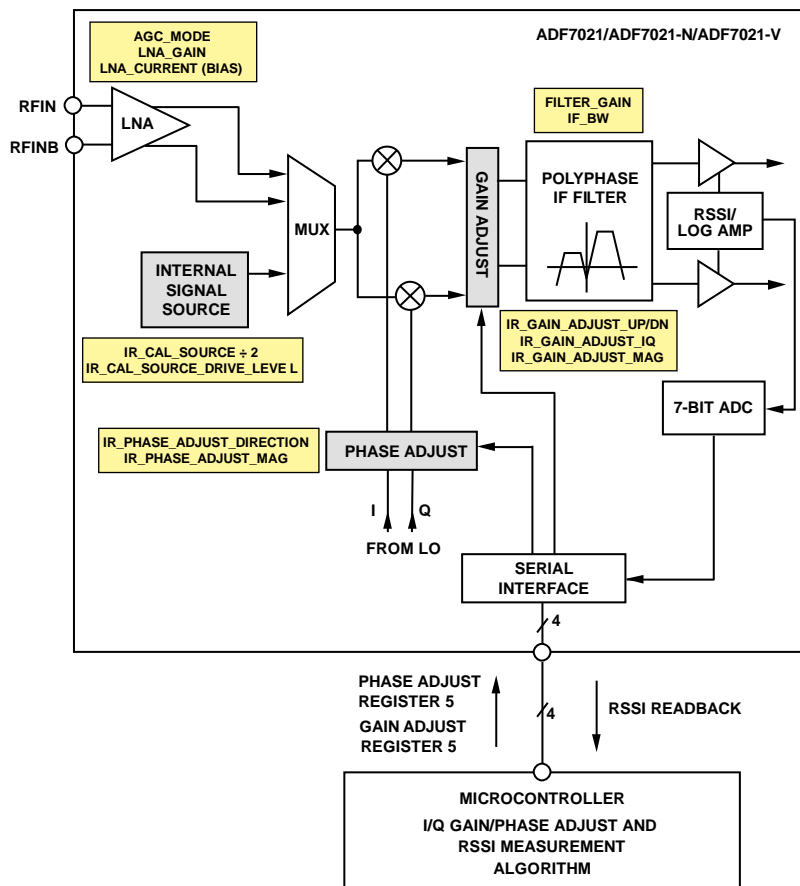 ADF7021/ADF7021-N/ADF7021-V
AGC_MODE
LNA_GAIN
LNA_CURRENT (BIAS)
RFIN
RFINB
LNA
FILTER_GAIN
IF_BW
MUX
GAIN ADJUST
POLYPHASE
IF FILTER
RSSI/
LOG AMP
INTERNAL
SIGNAL
SOURCE
IR_CAL_SOURCE ÷ 2
IR_CAL_SOURCE_DRIVE_LEVE L
IR_GAIN_ADJUST_UP/DN
IR_GAIN_ADJUST_IQ
IR_GAIN_ADJUST_MAG
7-BIT ADC
IR_PHASE_ADJUST_DIRECTION
IR_PHASE_ADJUST_MAG
PHASE ADJUST
I
Q
FROM LO
SERIAL
INTERFACE
4
PHASE ADJUST
REGISTER 5
GAIN ADJUST
REGISTER 5
4
RSSI READBACK
MICROCONTROLLER
I/Q GAIN/PHASE ADJUST AND
RSSI MEASUREMENT
ALGORITHM